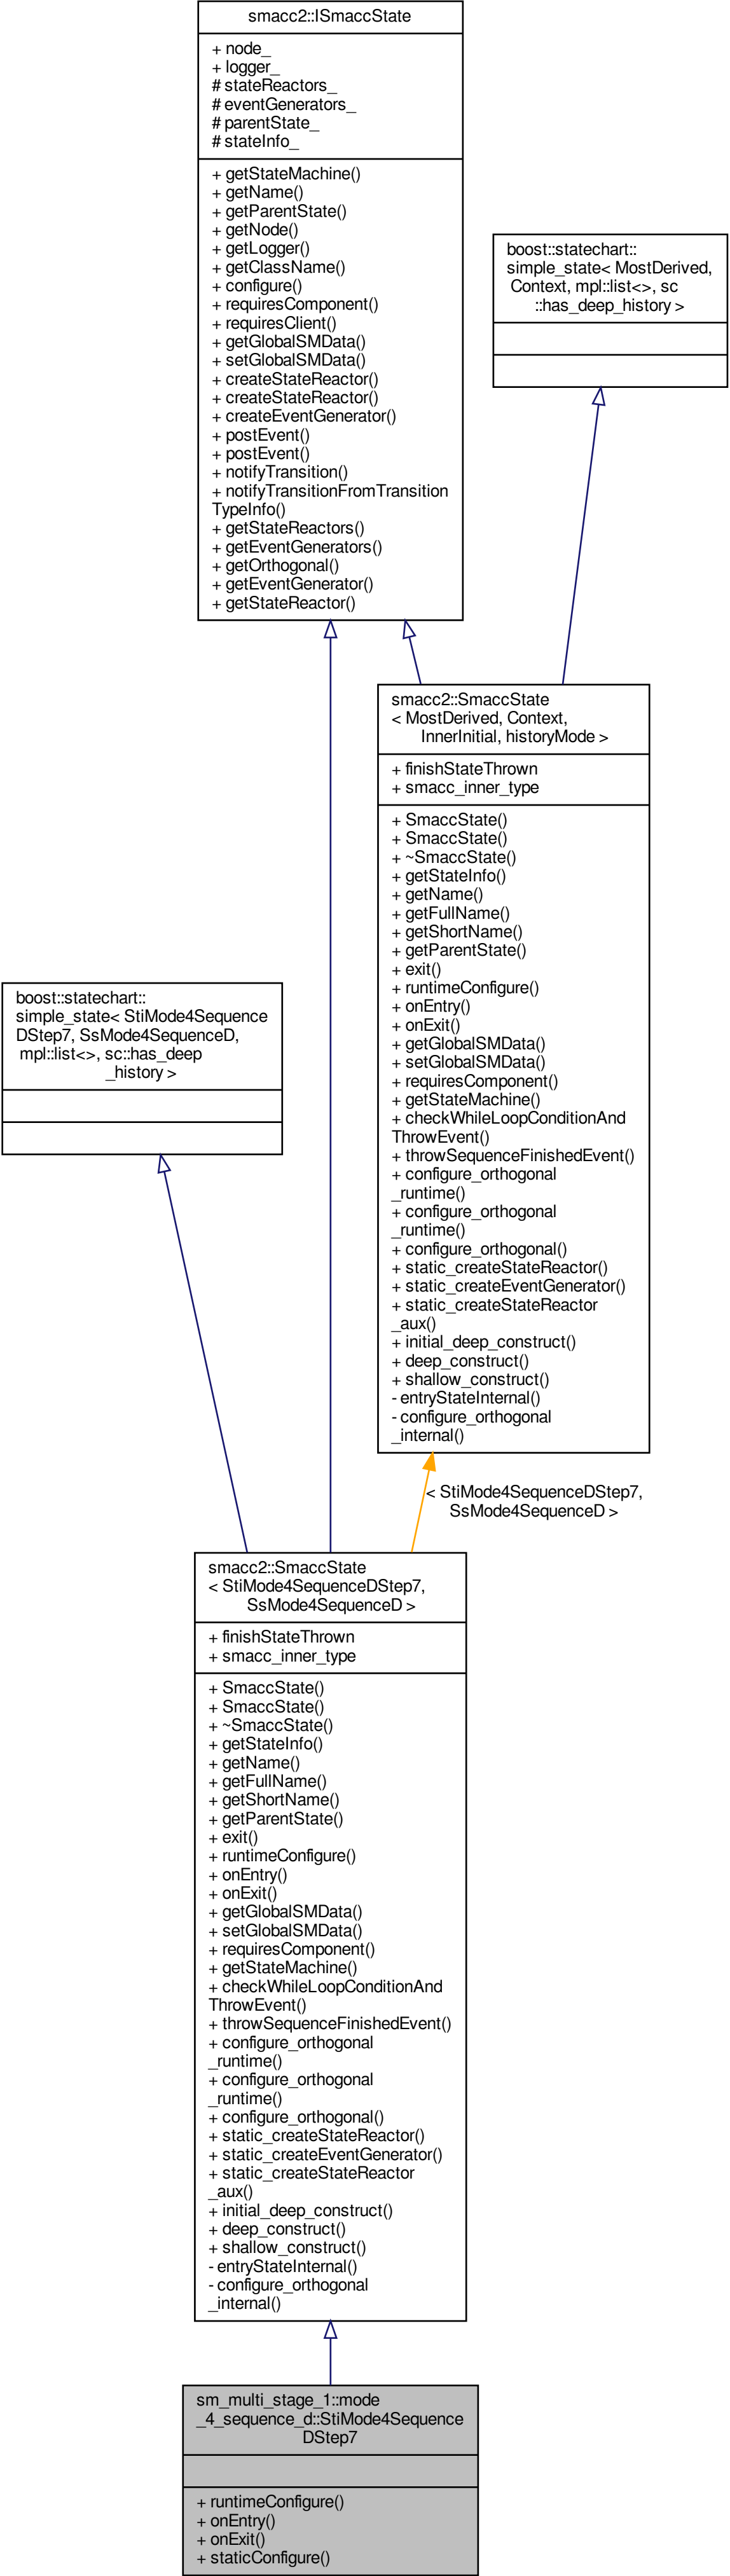 smacc2::ISmaccState
+ node_
+ logger_
# stateReactors_
# eventGenerators_
# parentState_
# stateInfo_
+ getStateMachine()
+ getName()
+ getParentState()
+ getNode()
+ getLogger()
+ getClassName()
+ configure()
+ requiresComponent()
+ requiresClient()
+ getGlobalSMData()
+ setGlobalSMData()
+ createStateReactor()
+ createStateReactor()
+ createEventGenerator()
+ postEvent()
+ postEvent()
+ notifyTransition()
+ notifyTransitionFromTransition
TypeInfo()
+ getStateReactors()
+ getEventGenerators()
+ getOrthogonal()
+ getEventGenerator()
+ getStateReactor()
boost::statechart::
simple_state< MostDerived,
Context, mpl::list<>, sc
::has_deep_history >
smacc2::SmaccState
< MostDerived, Context,
InnerInitial, historyMode >
+ finishStateThrown
+ smacc_inner_type
+ SmaccState()
+ SmaccState()
+ ~SmaccState()
+ getStateInfo()
+ getName()
+ getFullName()
+ getShortName()
+ getParentState()
+ exit()
+ runtimeConfigure()
+ onEntry()
+ onExit()
+ getGlobalSMData()
+ setGlobalSMData()
+ requiresComponent()
+ getStateMachine()
+ checkWhileLoopConditionAnd
ThrowEvent()
+ throwSequenceFinishedEvent()
+ configure_orthogonal
_runtime()
+ configure_orthogonal
_runtime()
+ configure_orthogonal()
+ static_createStateReactor()
+ static_createEventGenerator()
+ static_createStateReactor
_aux()
+ initial_deep_construct()
+ deep_construct()
+ shallow_construct()
- entryStateInternal()
- configure_orthogonal
_internal()
boost::statechart::
simple_state< StiMode4Sequence
DStep7, SsMode4SequenceD,
mpl::list<>, sc::has_deep
_history >
< StiMode4SequenceDStep7,
SsMode4SequenceD >
smacc2::SmaccState
< StiMode4SequenceDStep7,
SsMode4SequenceD >
+ finishStateThrown
+ smacc_inner_type
+ SmaccState()
+ SmaccState()
+ ~SmaccState()
+ getStateInfo()
+ getName()
+ getFullName()
+ getShortName()
+ getParentState()
+ exit()
+ runtimeConfigure()
+ onEntry()
+ onExit()
+ getGlobalSMData()
+ setGlobalSMData()
+ requiresComponent()
+ getStateMachine()
+ checkWhileLoopConditionAnd
ThrowEvent()
+ throwSequenceFinishedEvent()
+ configure_orthogonal
_runtime()
+ configure_orthogonal
_runtime()
+ configure_orthogonal()
+ static_createStateReactor()
+ static_createEventGenerator()
+ static_createStateReactor
_aux()
+ initial_deep_construct()
+ deep_construct()
+ shallow_construct()
- entryStateInternal()
- configure_orthogonal
_internal()
sm_multi_stage_1::mode
_4_sequence_d::StiMode4Sequence
DStep7
+ runtimeConfigure()
+ onEntry()
+ onExit()
+ staticConfigure()